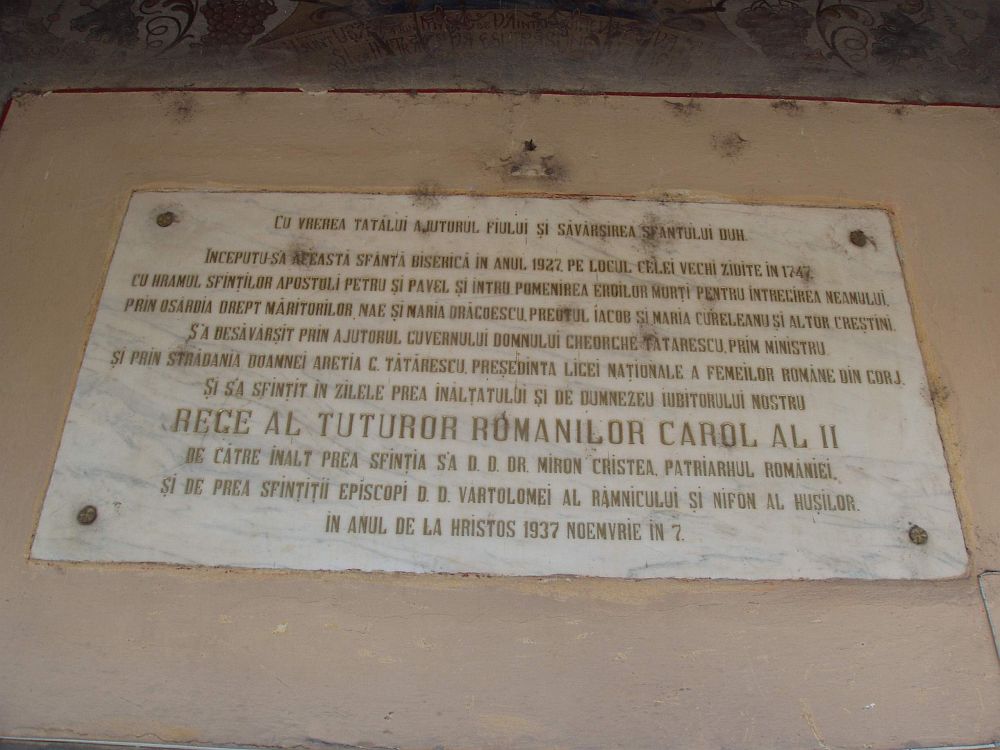 CU VREREA TATĂLUI AJUTORUL FIULUI ȘI SĂVÂRȘIREA SFANTULUI DUH.
ÎNCEPUTU-SA ACEASTĂ SFÂNTĂ BISERICĂ ÎN ANUL 1927, PE LOCUL CELEI VECHI ZIDITE ÎN 1747,
CU HRAMUL SFINȚILOR APOSTOLI PETRU ȘI PAVEL ȘI ÎNTRU POMENIREA EROILOR MORȚI PENTRU ÎNTREGIREA NEAMULUI,
PRIN OSÂRDIA DREPT MĂRITORILOR, NAE ȘI MARIA DRĂGOESCU, PREOTUL IACOB ȘI MARIA CURELEANU ȘI ALȚOR CREȘTINI.
S'A DESĂVÂRȘIT PRIN AJUTORUL GUVERNULUI DOMNULUI GHEORGHE TĂTĂRESCU, PRIM MINISTRU,
ȘI PRIN STRĂDANIA DOAMNEI ARETIA G. TĂTĂRESCU, PREȘEDINTA LIGEI NAȚIONALE A FEMEILOR ROMÂNE DIN GORJ.
ȘI S'A SFINȚIT ÎN ZILELE PREA ÎNĂLȚATULUI ȘI DE DUMNEZEU IUBITORULUI NOSTRU
REGE AL TUTUROR ROMÂNILOR CAROL AL II
DE CĂTRE ÎNALT PREA SFINȚIA S'A D. D. DR. MIRON CRISTEA, PATRIARHUL ROMÂNIEI,
ȘI DE PREA SFINȚIȚII EPISCOPI D. D. VARTOLOMEI AL RÂMNICULUI ȘI NIFON AL HUȘILOR.
ÎN ANUL DE LA HRISTOS 1937 NOEMVRIE ÎN 7.